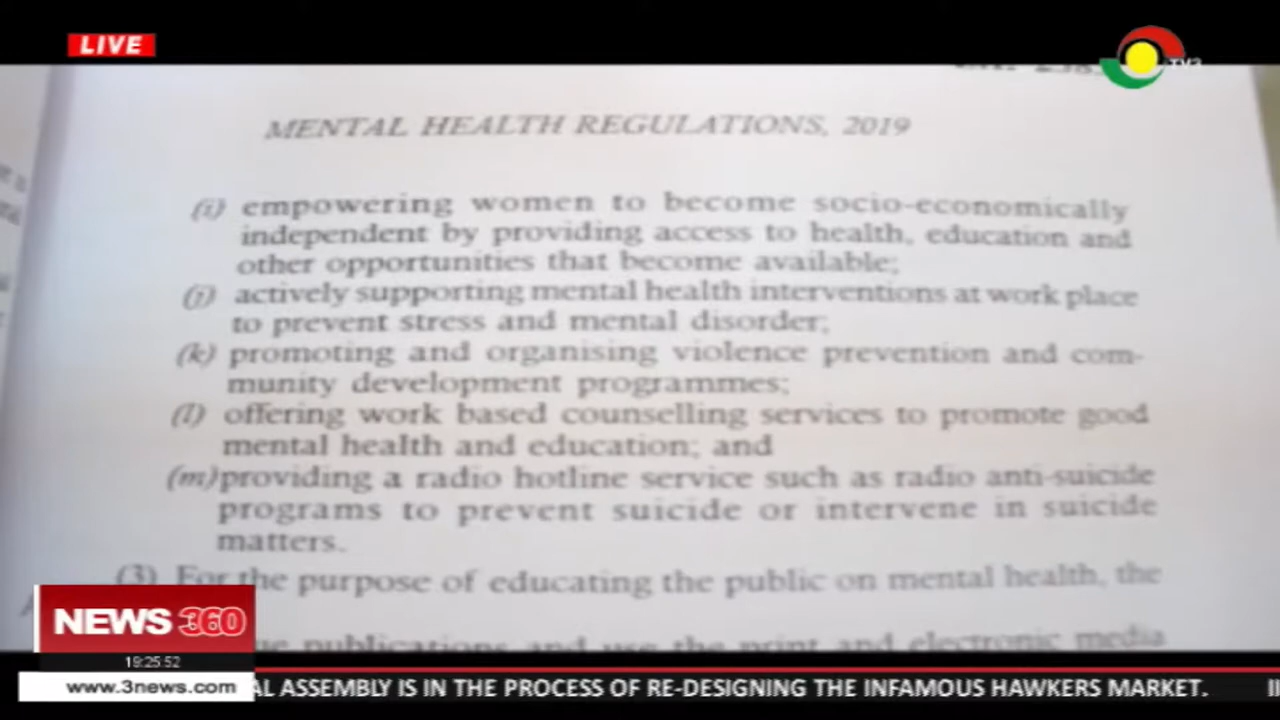 LIVE
TV3
MENTAL HEALTH REGULATIONS, 2019
(i) empowering women to become socio-economically
independent by providing access to health, education and
other opportunities that become available;
(j) actively supporting mental health interventions at work place
to prevent stress and mental disorder;
(k) promoting and organising violence prevention and com-
munity development programmes;
(l) offering work based counselling services to promote good
mental health and education; and
(m)providing a radio hotline service such as radio anti-suicide
programs to prevent suicide or intervene in suicide
matters.
(3) For the purpose of educating the public on mental health, the
publications and use the print and electronic media
NEWS 360
19:25:52
www.3news.com
AL ASSEMBLY IS IN THE PROCESS OF RE-DESIGNING THE INFAMOUS HAWKERS MARKET.